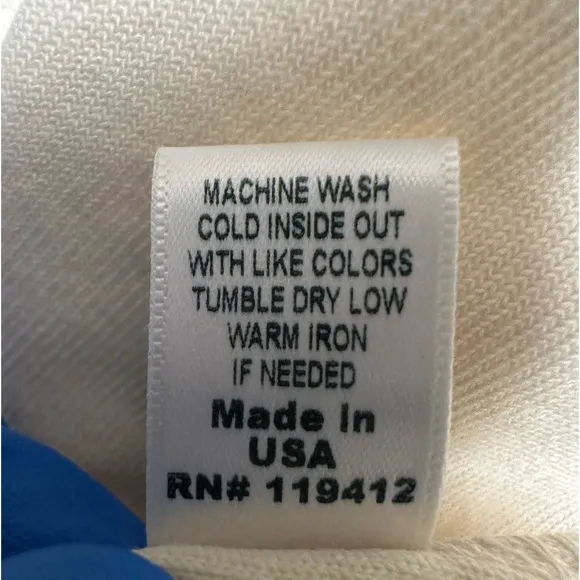 MACHINE WASH
COLD INSIDE OUT
WITH LIKE COLORS
TUMBLE DRY LOW
WARM IRON
IF NEEDED
Made In
USA
RN# 119412